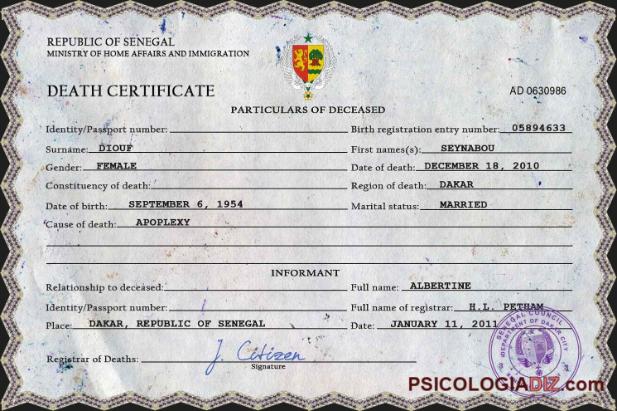 REPUBLIC OF SENEGAL
MINISTRY OF HOME AFFAIRS AND IMMIGRATION
DEATH CERTIFICATE
AD 0630986
PARTICULARS OF DECEASED
Identity/Passport number:
Birth registration entry number: 05894633
Surname: DIOUF
First names(s): SEYNABOU
Gender: FEMALE
Date of death: DECEMBER 18, 2010
Constituency of death:
Region of death: DAKAR
Date of birth: SEPTEMBER 6, 1954
Marital status: MARRIED
Cause of death: APOPLEXY
INFORMANT
Relationship to deceased:
Full name: ALBERTINE
Identity/Passport number:
Full name of registrar: H.L. PETHAM
Place: DAKAR, REPUBLIC OF SENEGAL
Date: JANUARY 11, 2011
SENEGAL COUNCIL
DEPARTMENT OF DAKAR CITY
Registrar of Deaths: J. Citizen
Signature
PSICOLOGIADIZ.com